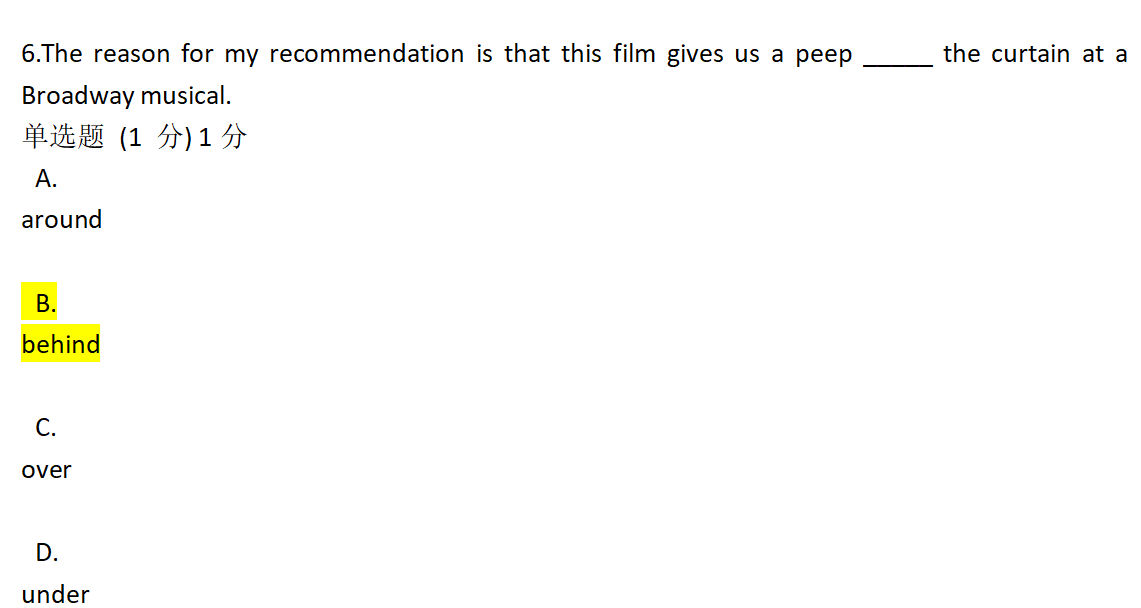 6.The reason for my recommendation is that this film gives us a peep _____ the curtain at a
Broadway musical.
单选题 (1 分) 1 分
A.
around
B.
behind
C.
over
D.
under